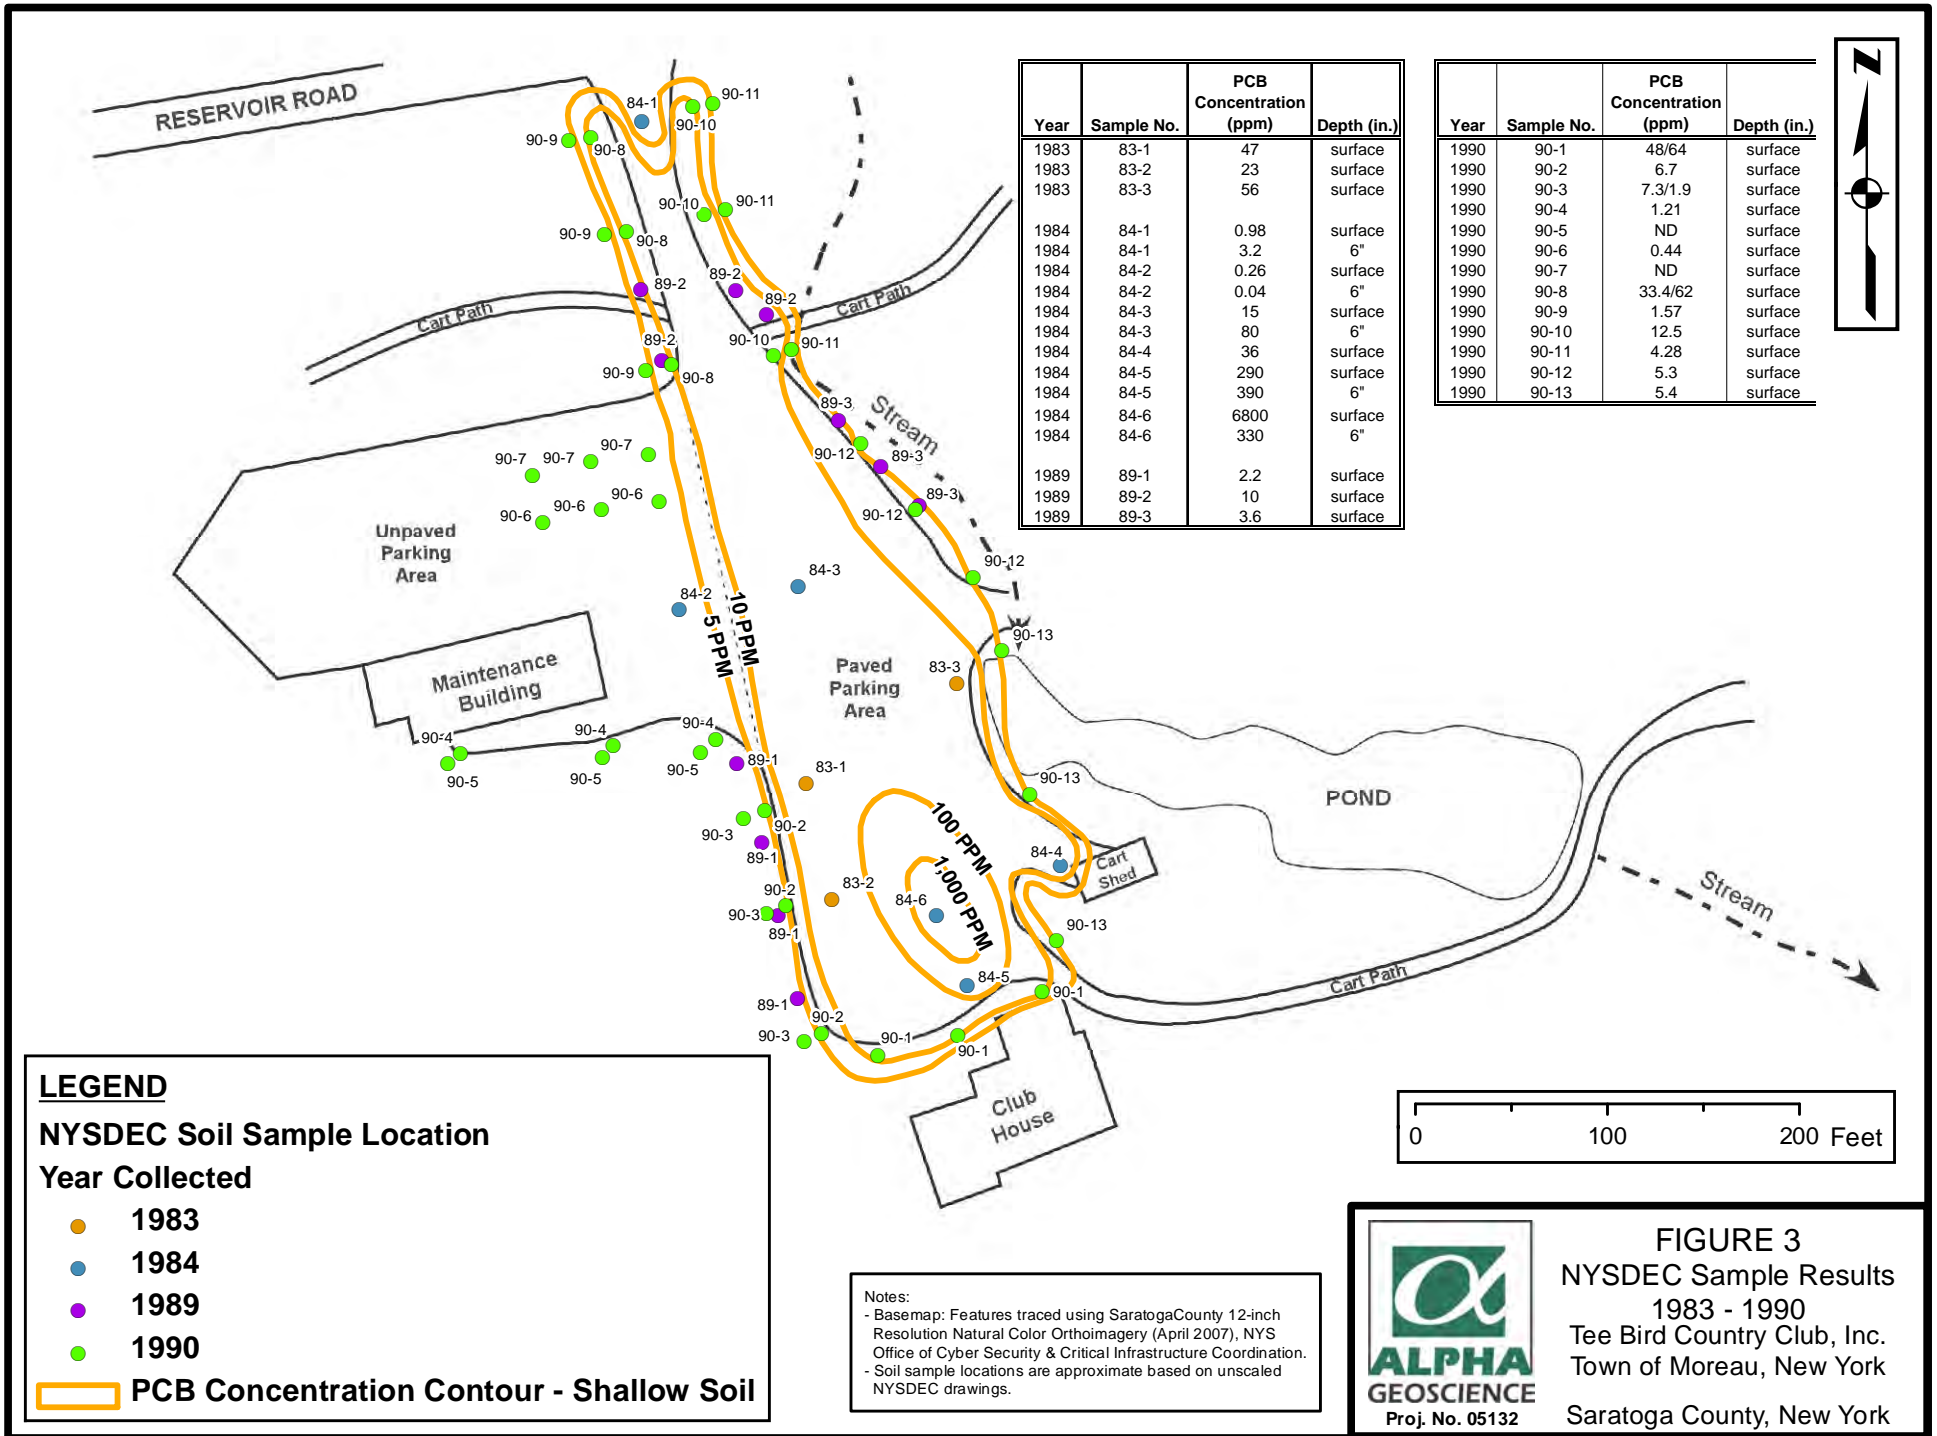 RESERVOIR ROAD
84-1
90-11
90-10
90-9
90-8
90-10
90-11
90-9
90-8
89-2
89-2
89-2
Cart Path
Cart Path
89-2
90-10
90-11
90-9
90-8
89-3
Stream
90-12
89-3
90-7
90-7
90-7
90-6
90-6
90-6
89-3
90-12
Unpaved
Parking
Area
90-12
84-3
84-2
10 PPM
5 PPM
90-13
Maintenance
Building
Paved
Parking
Area
83-3
90-4
90-4
90-4
90-5
90-5
90-5
89-1
83-1
90-13
POND
90-3
90-2
89-1
100 PPM
84-4
Cart
Shed
1,000 PPM
83-2
84-6
90-2
90-3
89-1
90-13
Stream
84-5
Cart Path
90-1
89-1
90-2
90-3
90-1
90-1
Club
House
Year Sample No. PCB Concentration (ppm) Depth (in.)
1983 83-1 47 surface
1983 83-2 23 surface
1983 83-3 56 surface
1984 84-1 0.98 surface
1984 84-1 3.2 6"
1984 84-2 0.26 surface
1984 84-2 0.04 6"
1984 84-3 15 surface
1984 84-3 80 6"
1984 84-4 36 surface
1984 84-5 290 surface
1984 84-5 390 6"
1984 84-6 6800 surface
1984 84-6 330 6"
1989 89-1 2.2 surface
1989 89-2 10 surface
1989 89-3 3.6 surface
Year Sample No. PCB Concentration (ppm) Depth (in.)
1990 90-1 48/64 surface
1990 90-2 6.7 surface
1990 90-3 7.3/1.9 surface
1990 90-4 1.21 surface
1990 90-5 ND surface
1990 90-6 0.44 surface
1990 90-7 ND surface
1990 90-8 33.4/62 surface
1990 90-9 1.57 surface
1990 90-10 12.5 surface
1990 90-11 4.28 surface
1990 90-12 5.3 surface
1990 90-13 5.4 surface
Z
LEGEND
NYSDEC Soil Sample Location
Year Collected
1983
1984
1989
1990
PCB Concentration Contour - Shallow Soil
Notes:
- Basemap: Features traced using SaratogaCounty 12-inch
Resolution Natural Color Orthoimagery (April 2007), NYS
Office of Cyber Security & Critical Infrastructure Coordination.
- Soil sample locations are approximate based on unscaled
NYSDEC drawings.
0 100 200 Feet
ALPHA
GEOSCIENCE
Proj. No. 05132
FIGURE 3
NYSDEC Sample Results
1983 - 1990
Tee Bird Country Club, Inc.
Town of Moreau, New York
Saratoga County, New York